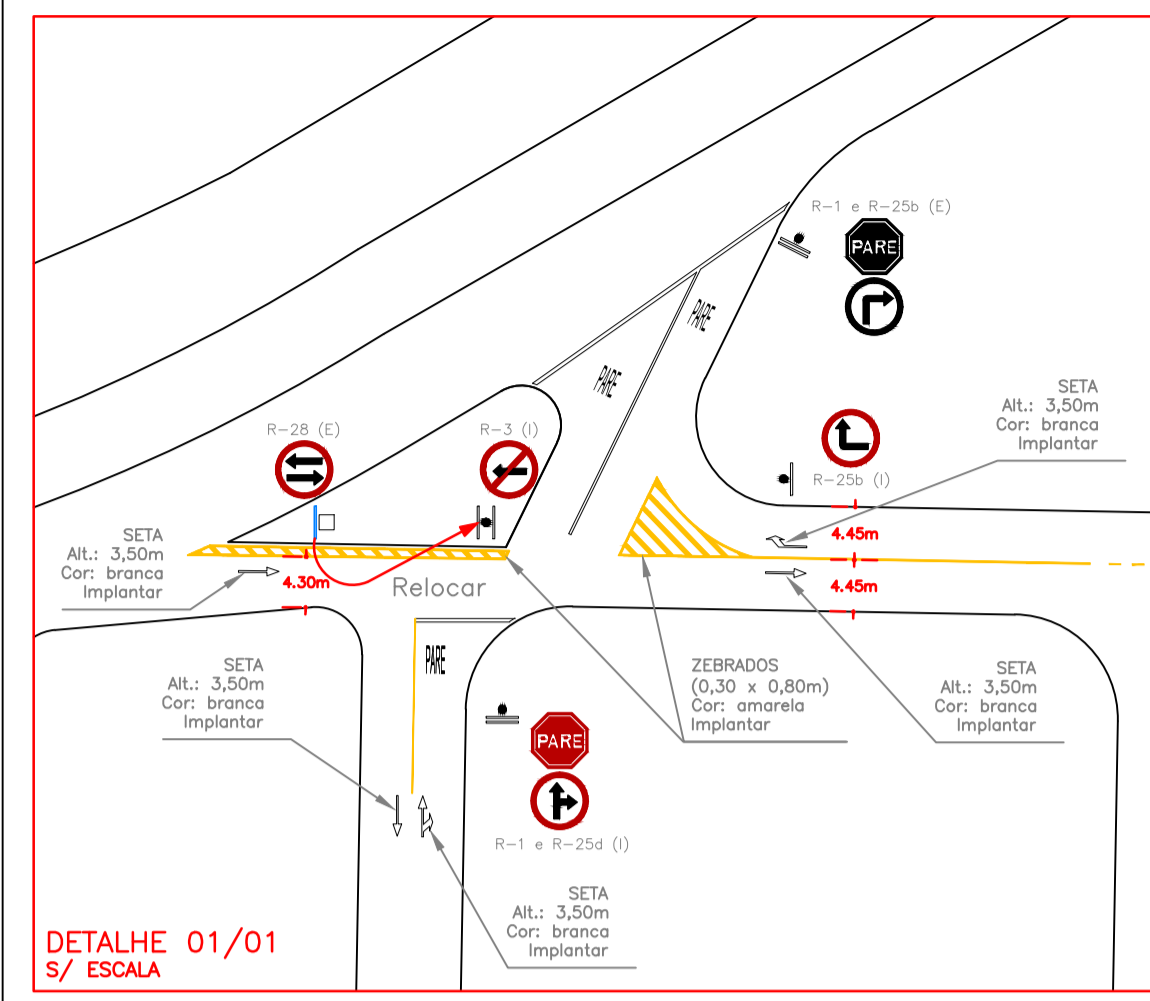 R-1 e R-25b (E)
PARE
PARE
PARE
SETA
Alt.: 3,50m
Cor: branca
Implantar
R-28 (E)
R-3 (I)
R-25b (I)
SETA
Alt.: 3,50m
Cor: branca
Implantar
4.30m
Relocar
4.45m
4.45m
PARE
SETA
Alt.: 3,50m
Cor: branca
Implantar
ZEBRADOS
(0,30 x 0,80m)
Cor: amarela
Implantar
SETA
Alt.: 3,50m
Cor: branca
Implantar
PARE
R-1 e R-25d (I)
SETA
Alt.: 3,50m
Cor: branca
Implantar
DETALHE 01/01
S/ ESCALA